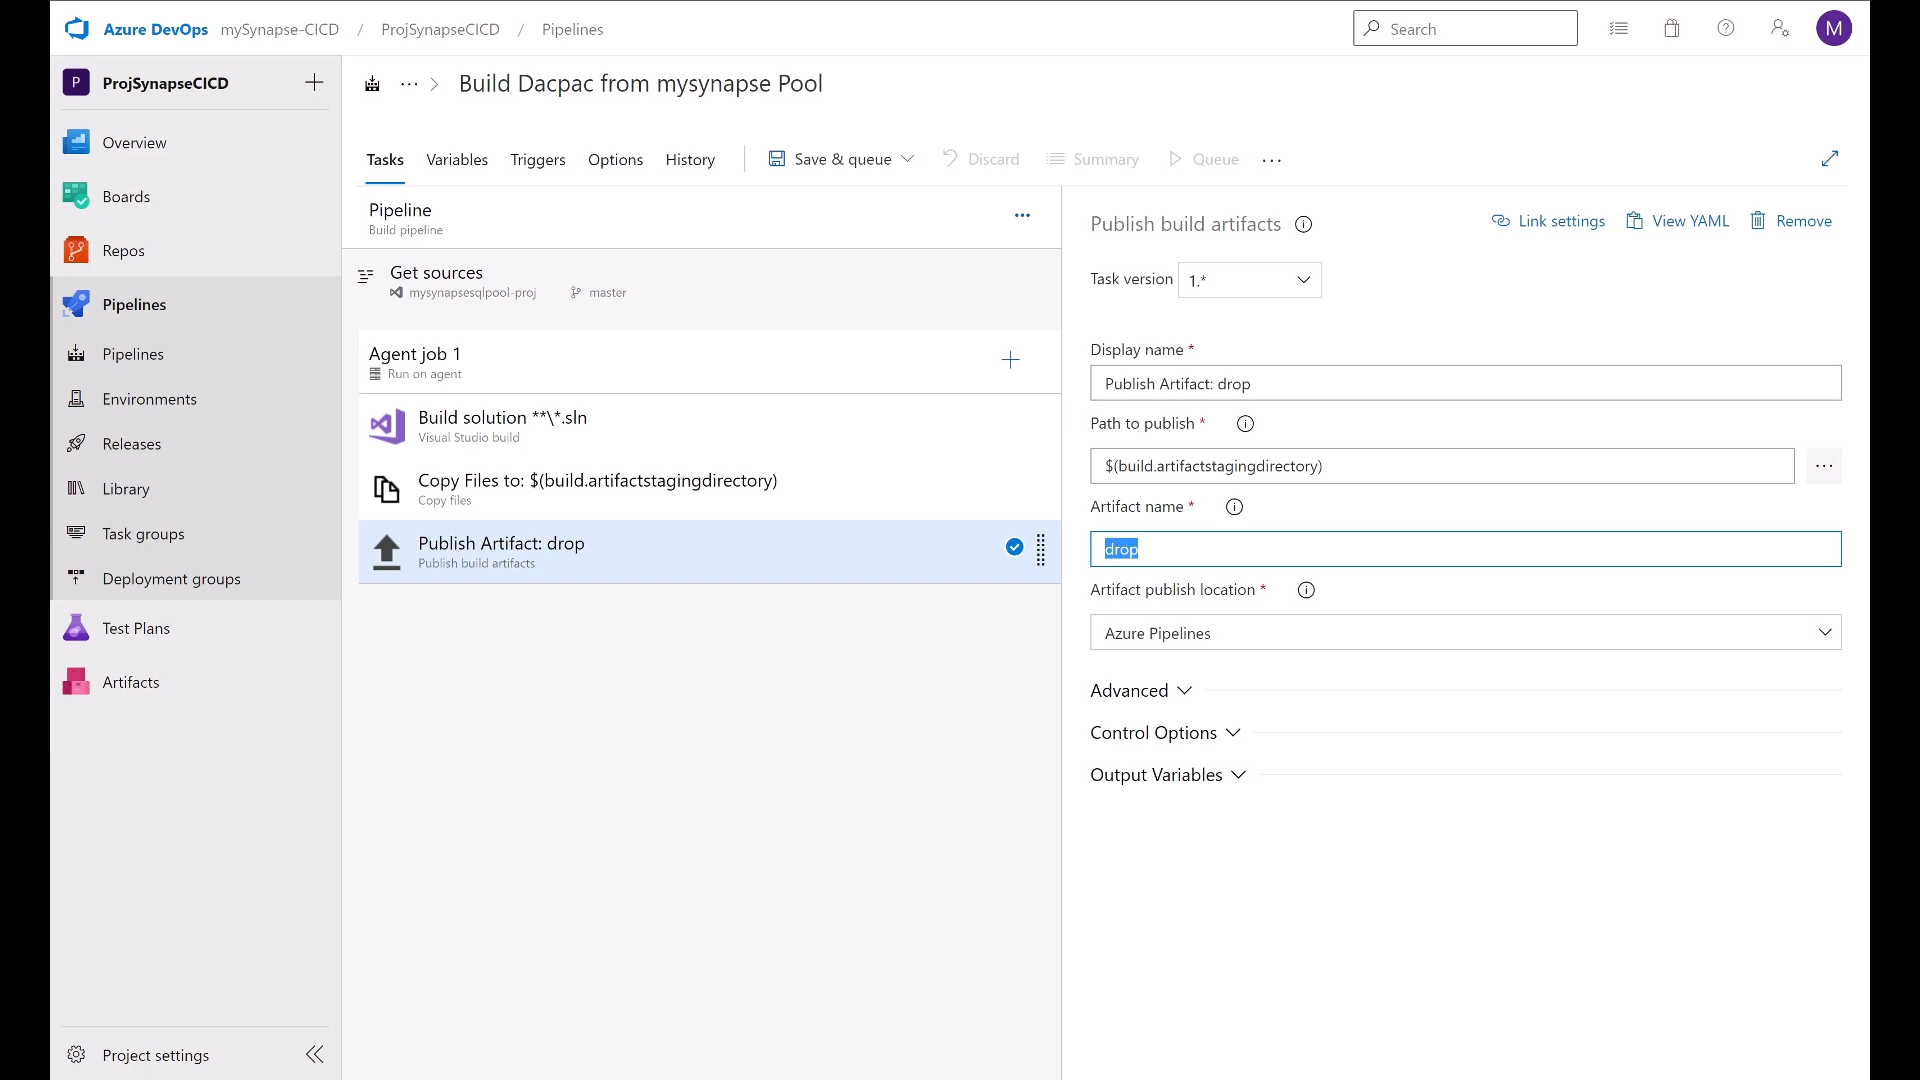 Azure DevOps mySynapse-CICD / ProjSynapseCICD / Pipelines
Search
M
P ProjSynapseCICD
Overview
Boards
Repos
Pipelines
Pipelines
Environments
Releases
Library
Task groups
Deployment groups
Test Plans
Artifacts
Project settings
Build Dacpac from mysynapse Pool
Tasks Variables Triggers Options History Save & queue Discard Summary Queue
Pipeline
Build pipeline
Get sources
mysynapsesqlpool-proj master
Agent job 1
Run on agent
Build solution **\*.sln
Visual Studio build
Copy Files to: $(build.artifactstagingdirectory)
Copy files
Publish Artifact: drop
Publish build artifacts
Publish build artifacts
Link settings View YAML Remove
Task version 1.*
Display name *
Publish Artifact: drop
Path to publish *
$(build.artifactstagingdirectory)
Artifact name *
drop
Artifact publish location *
Azure Pipelines
Advanced
Control Options
Output Variables